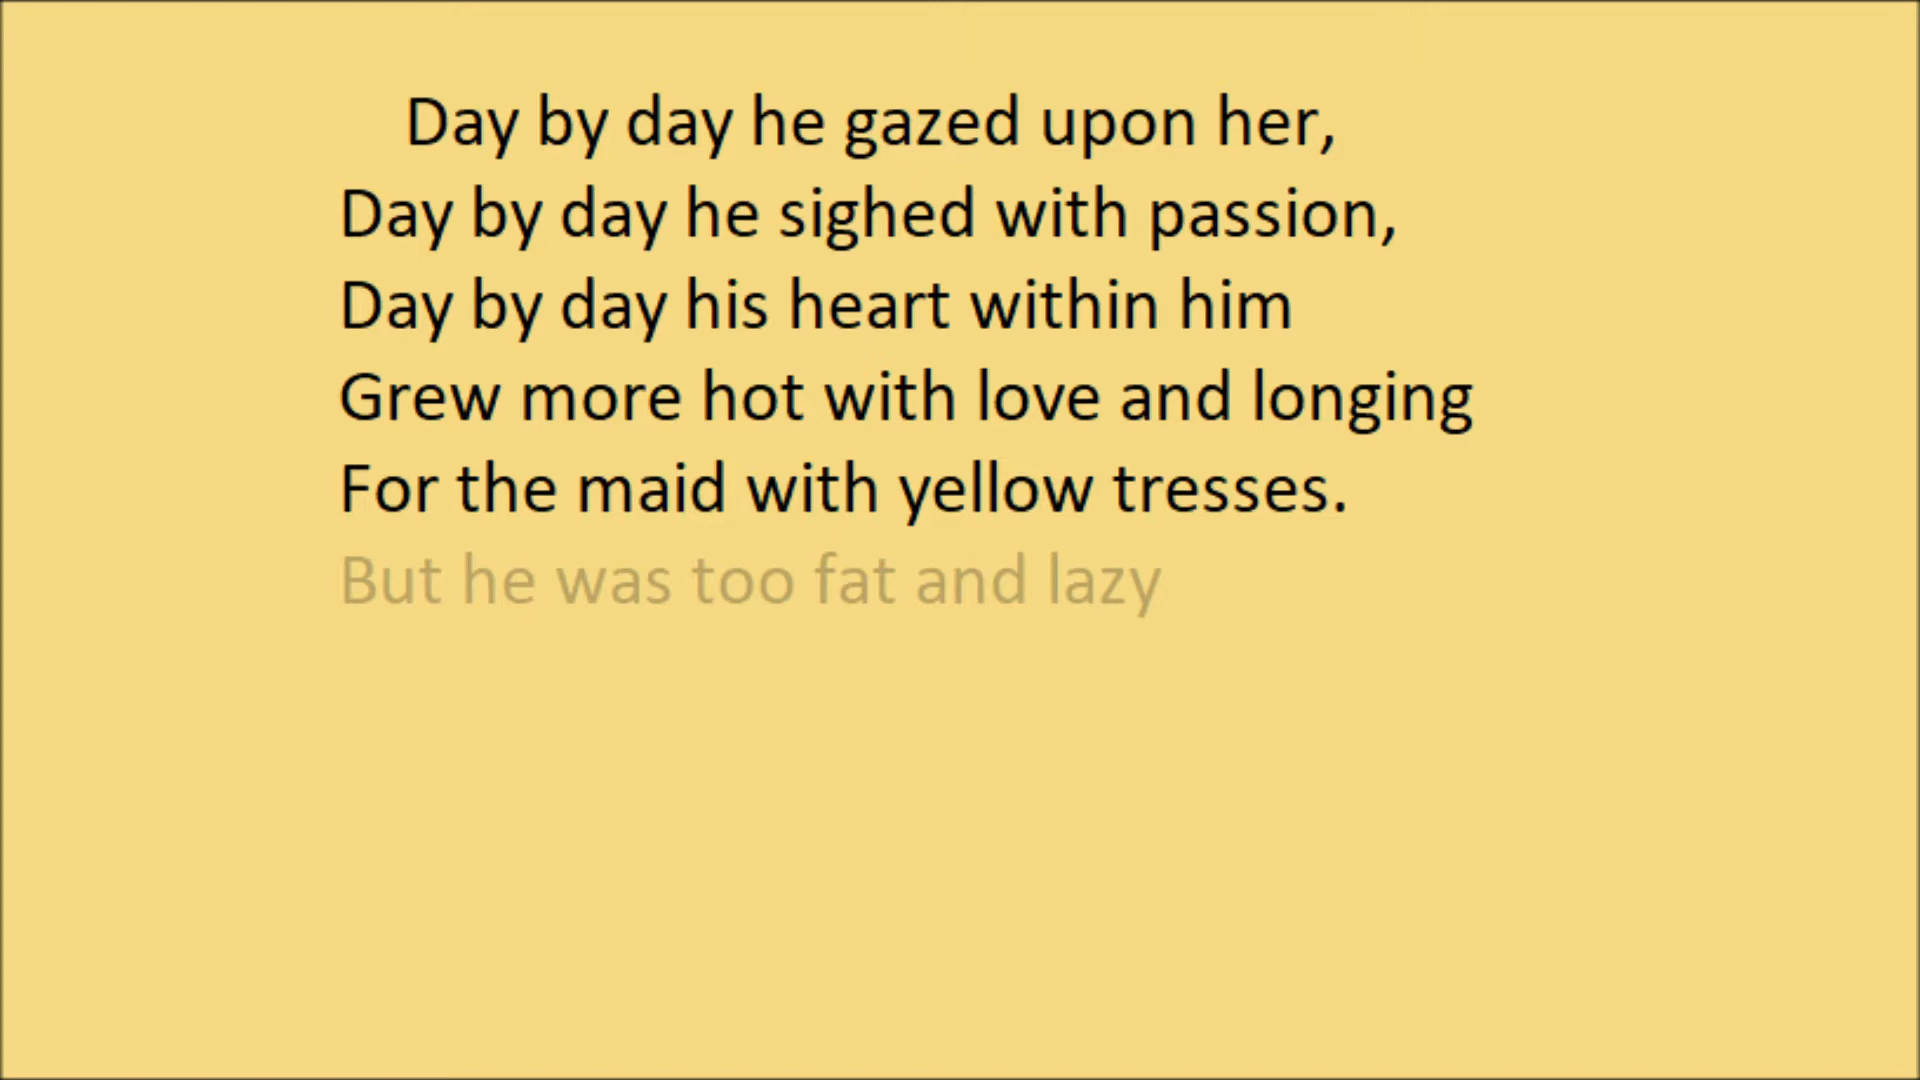 Day by day he gazed upon her,
Day by day he sighed with passion,
Day by day his heart within him
Grew more hot with love and longing
For the maid with yellow tresses.
But he was too fat and lazy